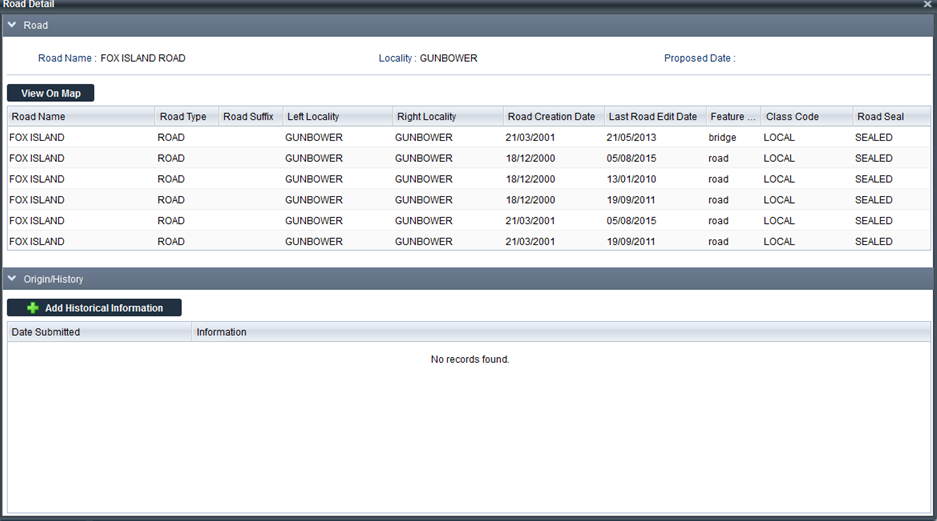 Road Detail
Road
Road Name : FOX ISLAND ROAD Locality : GUNBOWER Proposed Date :
View On Map
Road Name Road Type Road Suffix Left Locality Right Locality Road Creation Date Last Road Edit Date Feature ... Class Code Road Seal
FOX ISLAND ROAD GUNBOWER GUNBOWER 21/03/2001 21/05/2013 bridge LOCAL SEALED
FOX ISLAND ROAD GUNBOWER GUNBOWER 18/12/2000 05/08/2015 road LOCAL SEALED
FOX ISLAND ROAD GUNBOWER GUNBOWER 18/12/2000 13/01/2010 road LOCAL SEALED
FOX ISLAND ROAD GUNBOWER GUNBOWER 18/12/2000 19/09/2011 road LOCAL SEALED
FOX ISLAND ROAD GUNBOWER GUNBOWER 21/03/2001 05/08/2015 road LOCAL SEALED
FOX ISLAND ROAD GUNBOWER GUNBOWER 21/03/2001 19/09/2011 road LOCAL SEALED
Origin/History
Add Historical Information
Date Submitted Information
No records found.